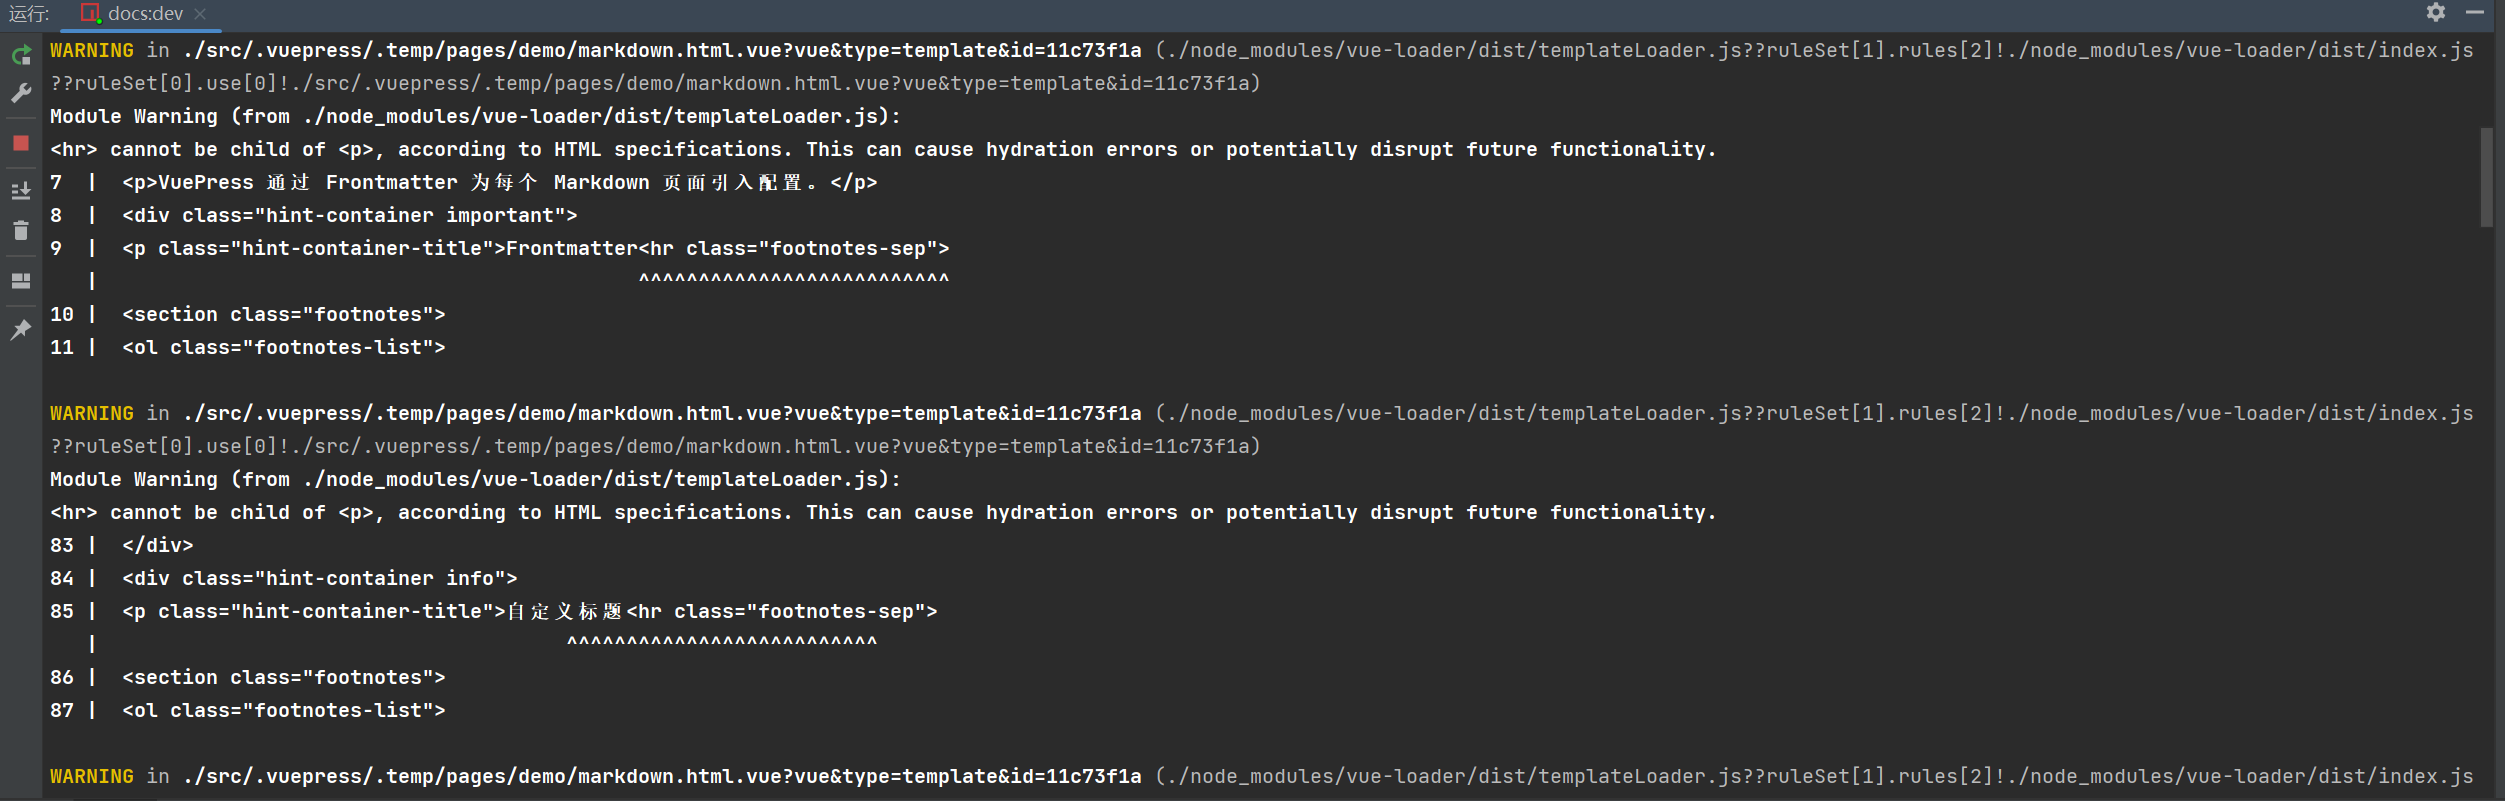 运行: docs:dev
WARNING in ./src/.vuepress/.temp/pages/demo/markdown.html.vue?vue&type=template&id=11c73f1a (./node_modules/vue-loader/dist/templateLoader.js??ruleSet[1].rules[2]!./node_modules/vue-loader/dist/index.js
??ruleSet[0].use[0]!./src/.vuepress/.temp/pages/demo/markdown.html.vue?vue&type=template&id=11c73f1a)
Module Warning (from ./node_modules/vue-loader/dist/templateLoader.js):
<hr> cannot be child of <p>, according to HTML specifications. This can cause hydration errors or potentially disrupt future functionality.
7  |  <p>VuePress 通过 Frontmatter 为每个 Markdown 页面引入配置。</p>
8  |  <div class="hint-container important">
9  |  <p class="hint-container-title">Frontmatter<hr class="footnotes-sep">
   |                                             ^^^^^^^^^^^^^^^^^^^^^^^^^^
10 |  <section class="footnotes">
11 |  <ol class="footnotes-list">
WARNING in ./src/.vuepress/.temp/pages/demo/markdown.html.vue?vue&type=template&id=11c73f1a (./node_modules/vue-loader/dist/templateLoader.js??ruleSet[1].rules[2]!./node_modules/vue-loader/dist/index.js
??ruleSet[0].use[0]!./src/.vuepress/.temp/pages/demo/markdown.html.vue?vue&type=template&id=11c73f1a)
Module Warning (from ./node_modules/vue-loader/dist/templateLoader.js):
<hr> cannot be child of <p>, according to HTML specifications. This can cause hydration errors or potentially disrupt future functionality.
83 |  </div>
84 |  <div class="hint-container info">
85 |  <p class="hint-container-title">自定义标题<hr class="footnotes-sep">
   |                                       ^^^^^^^^^^^^^^^^^^^^^^^^^^
86 |  <section class="footnotes">
87 |  <ol class="footnotes-list">
WARNING in ./src/.vuepress/.temp/pages/demo/markdown.html.vue?vue&type=template&id=11c73f1a (./node_modules/vue-loader/dist/templateLoader.js??ruleSet[1].rules[2]!./node_modules/vue-loader/dist/index.js